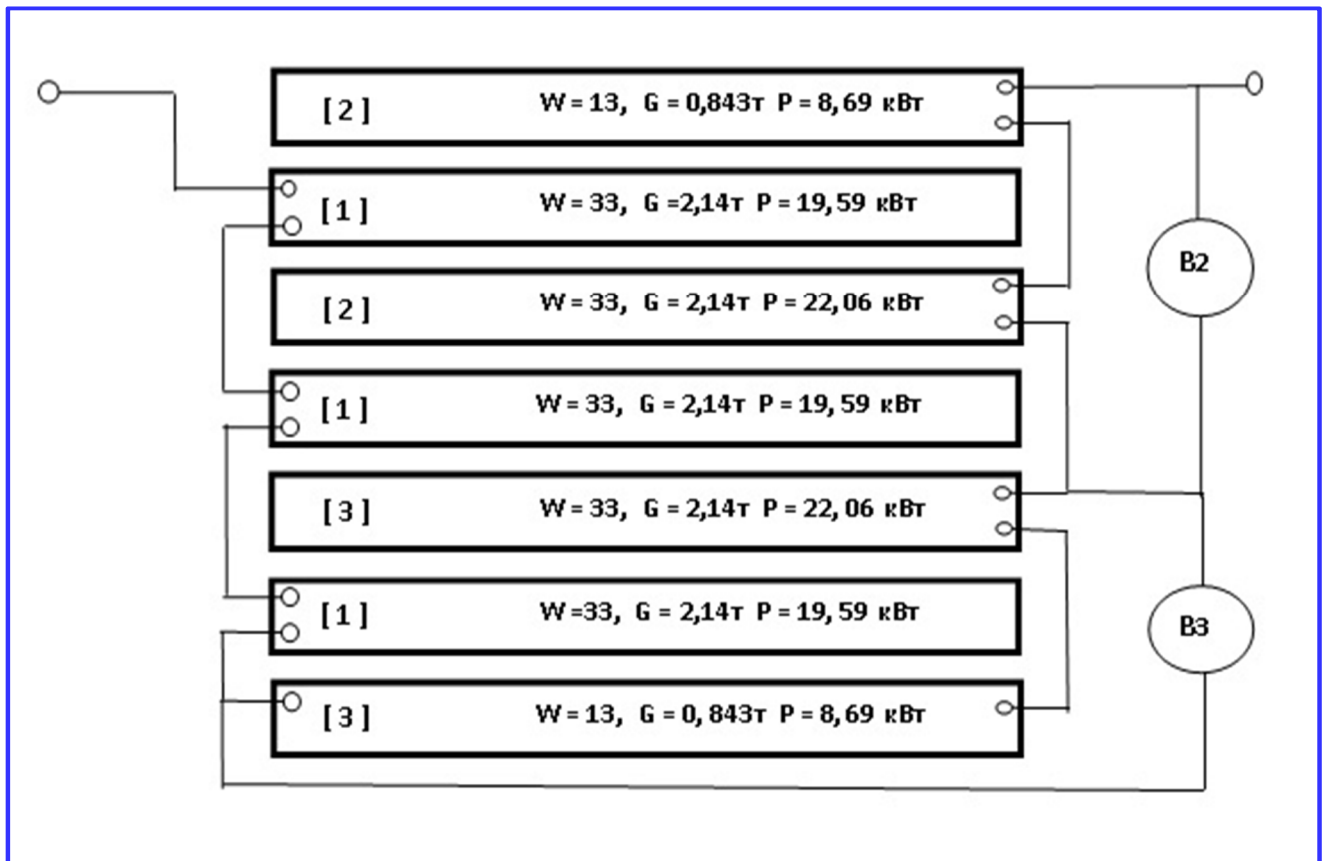 [ 2 ] W = 13, G = 0,843т P = 8,69 кВт
[ 1 ] W = 33, G =2,14т P = 19,59 кВт
[ 2 ] W = 33, G = 2,14т P = 22,06 кВт
B2
[ 1 ] W = 33, G = 2,14т P = 19,59 кВт
[ 3 ] W = 33, G = 2,14т P = 22,06 кВт
[ 1 ] W =33, G = 2,14т P = 19,59 кВт
B3
[ 3 ] W = 13, G = 0,843т P = 8,69 кВт